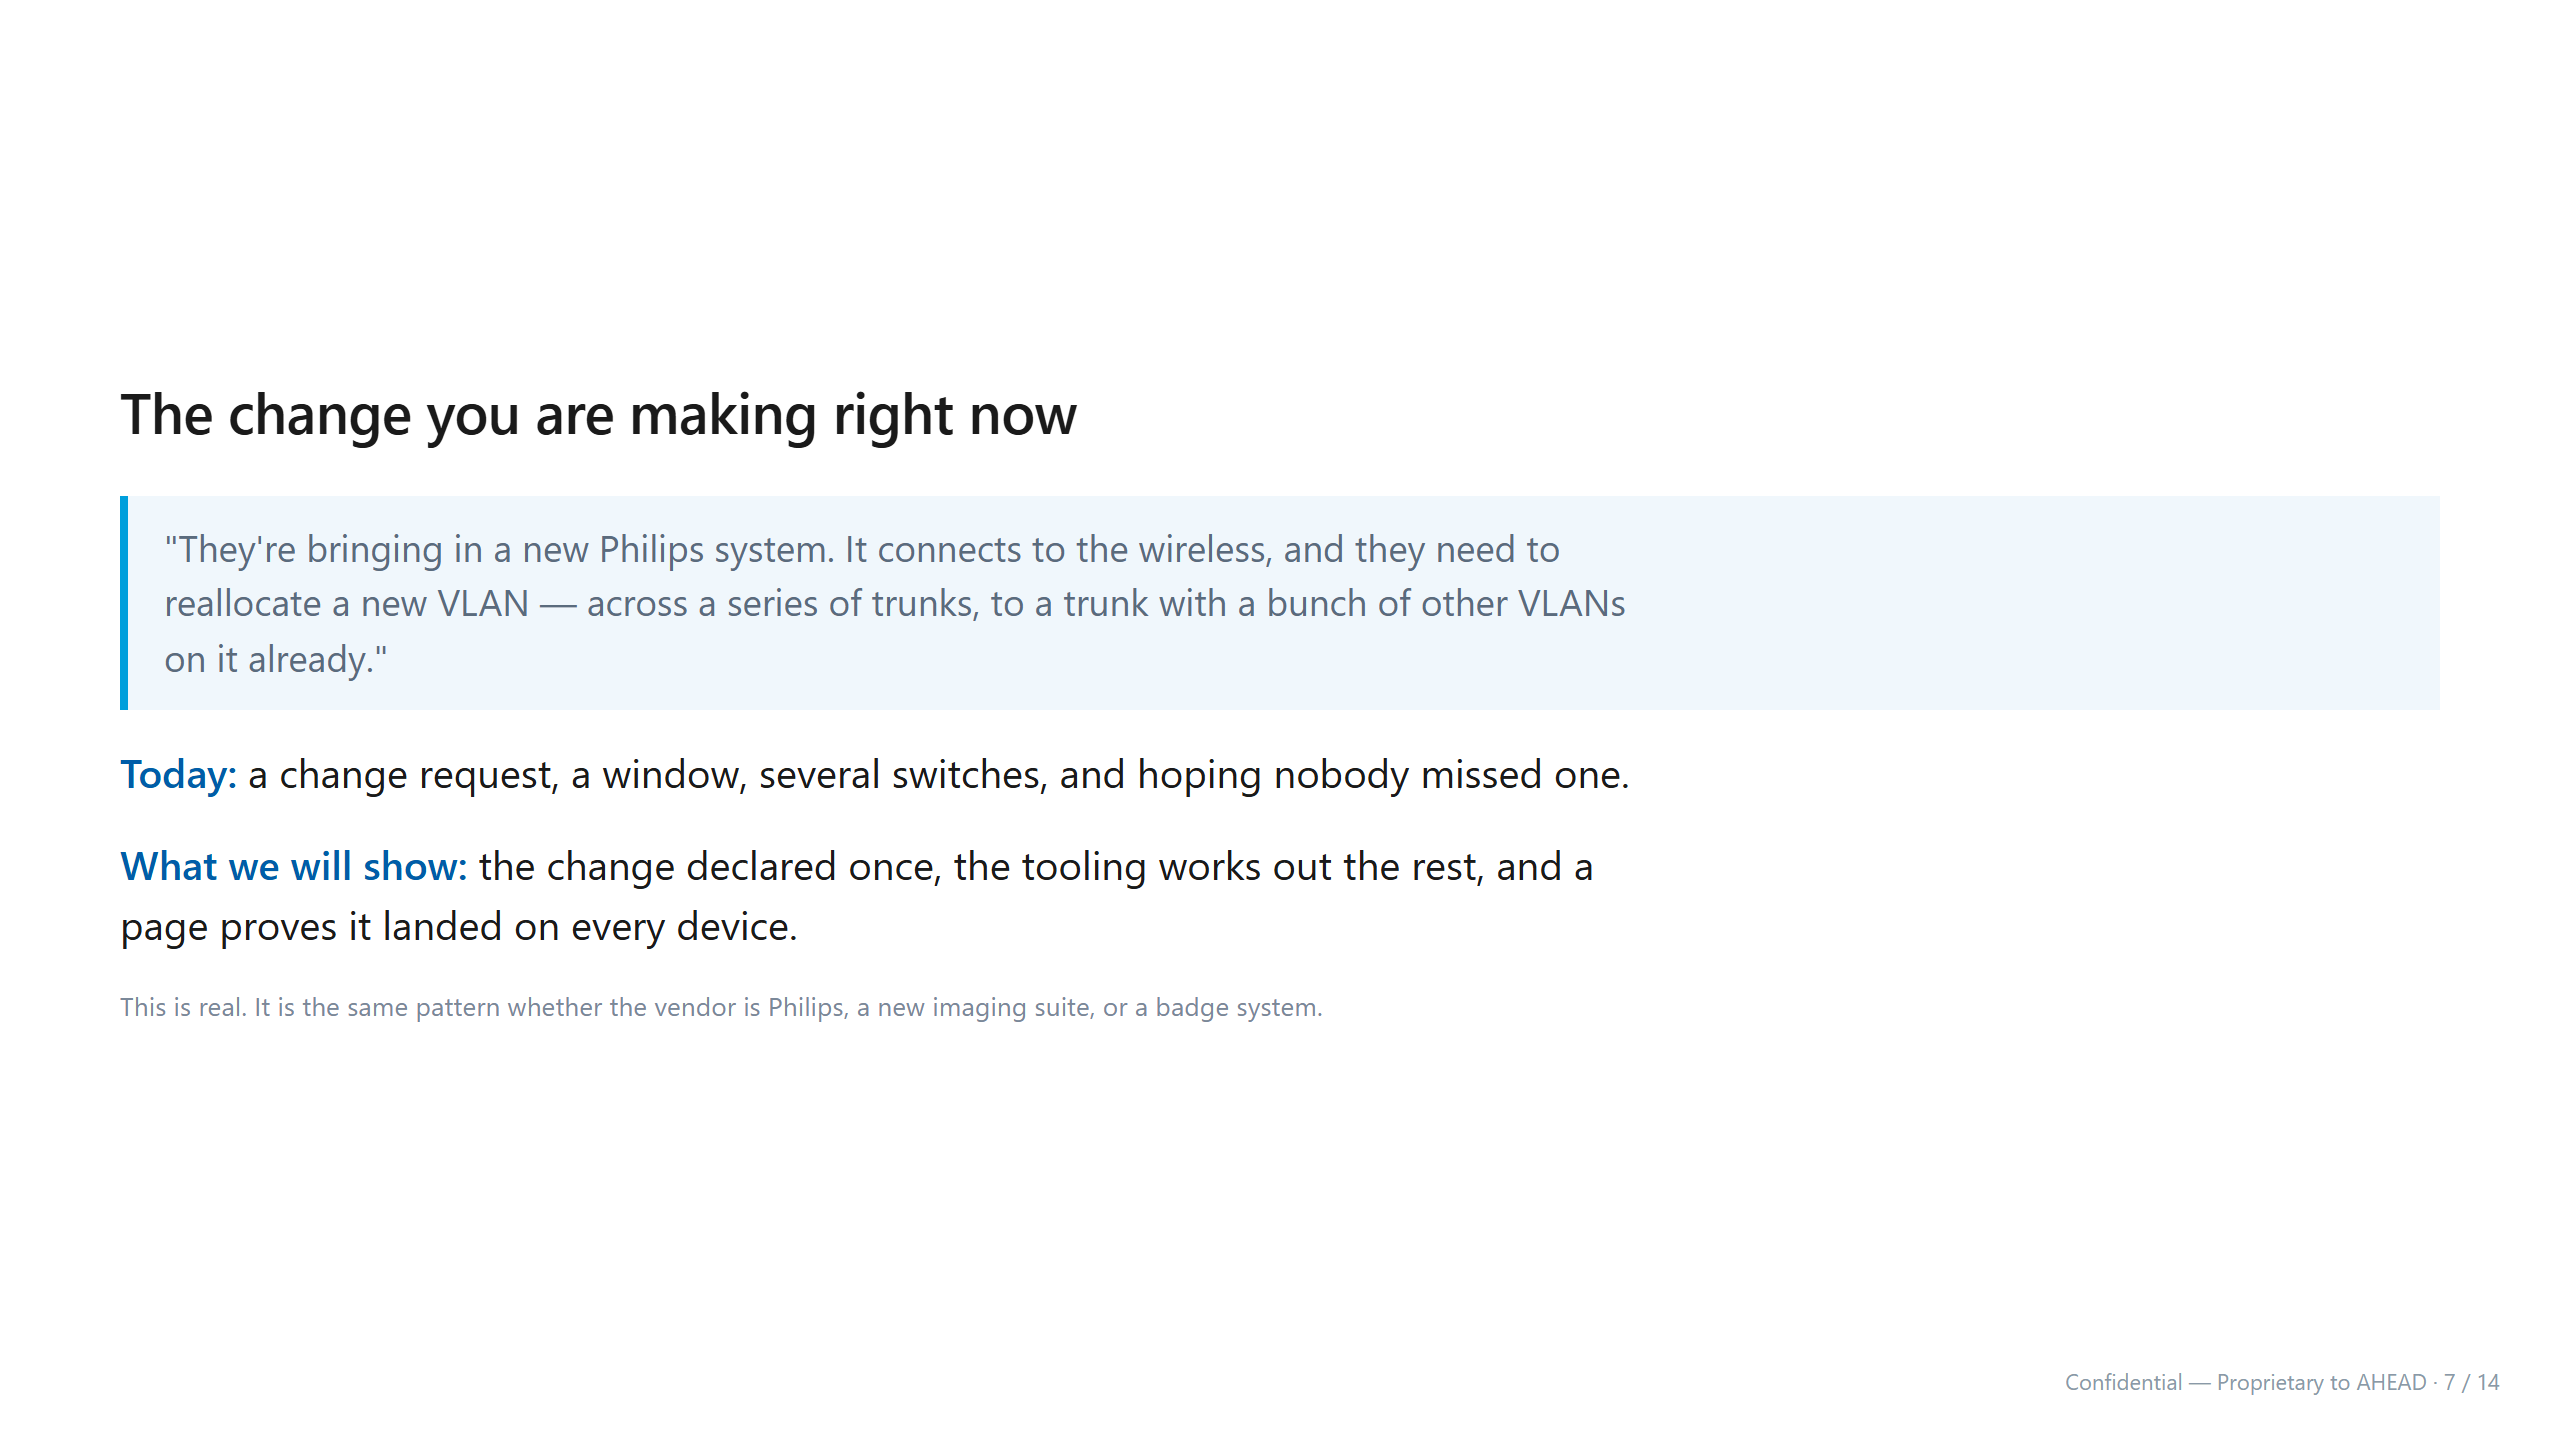 The change you are making right now
"They're bringing in a new Philips system. It connects to the wireless, and they need to
reallocate a new VLAN — across a series of trunks, to a trunk with a bunch of other VLANs
on it already."
Today: a change request, a window, several switches, and hoping nobody missed one.
What we will show: the change declared once, the tooling works out the rest, and a
page proves it landed on every device.
This is real. It is the same pattern whether the vendor is Philips, a new imaging suite, or a badge system.
Confidential — Proprietary to AHEAD · 7 / 14